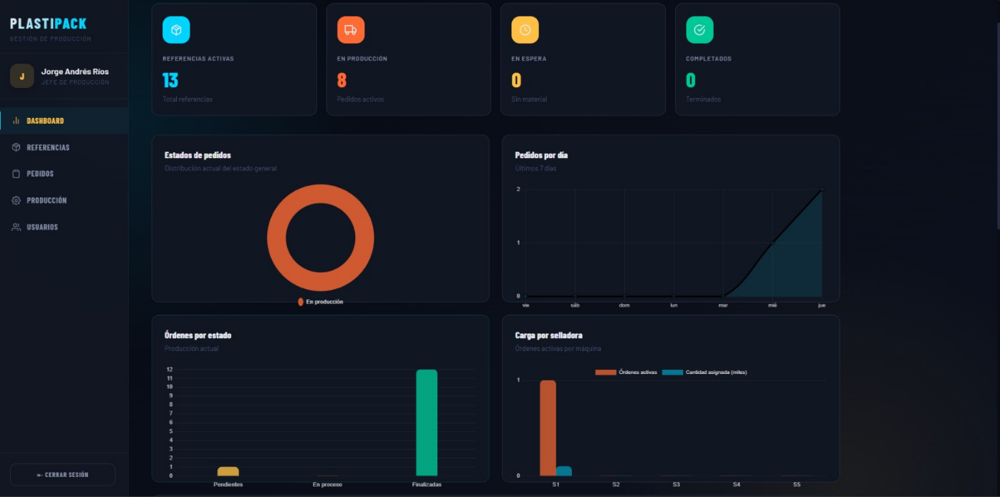 PLASTIPACK
GESTIÓN DE PRODUCCIÓN
J
Jorge Andrés Ríos
JEFE DE PRODUCCIÓN
DASHBOARD
REFERENCIAS
PEDIDOS
PRODUCCIÓN
USUARIOS
CERRAR SESIÓN
REFERENCIAS ACTIVAS
13
Total referencias
EN PRODUCCIÓN
8
Pedidos activos
EN ESPERA
0
Sin material
COMPLETADOS
0
Terminados
Estados de pedidos
Distribución actual del estado general
En producción
Pedidos por día
Últimos 7 días
2
1
0
vie sáb dom lun mar mié jue
Órdenes por estado
Producción actual
12
11
10
9
8
7
6
5
4
3
2
1
0
Pendientes En proceso Finalizadas
Carga por selladora
Órdenes activas por máquina
Órdenes activas Cantidad asignada (miles)
1
0
S1 S2 S3 S4 S5